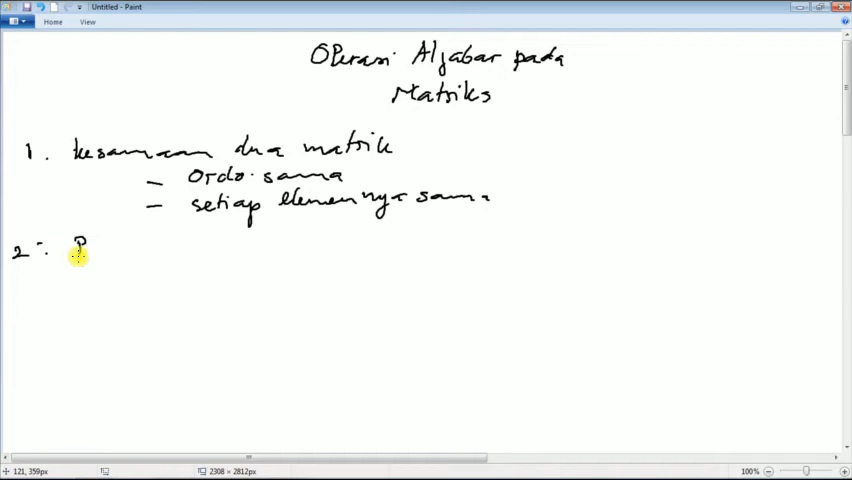 Untitled - Paint
Home View
Operasi Aljabar pada
Matriks
1. kesamaan dua matrik
- Ordo sama
- setiap elemennya sama
2. P
121, 359px 2308 × 2812px 100%